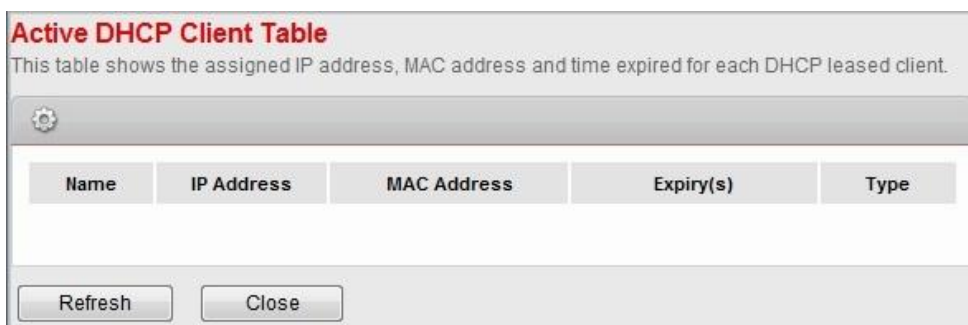 Active DHCP Client Table
This table shows the assigned IP address, MAC address and time expired for each DHCP leased client.
Name IP Address MAC Address Expiry(s) Type
Refresh Close